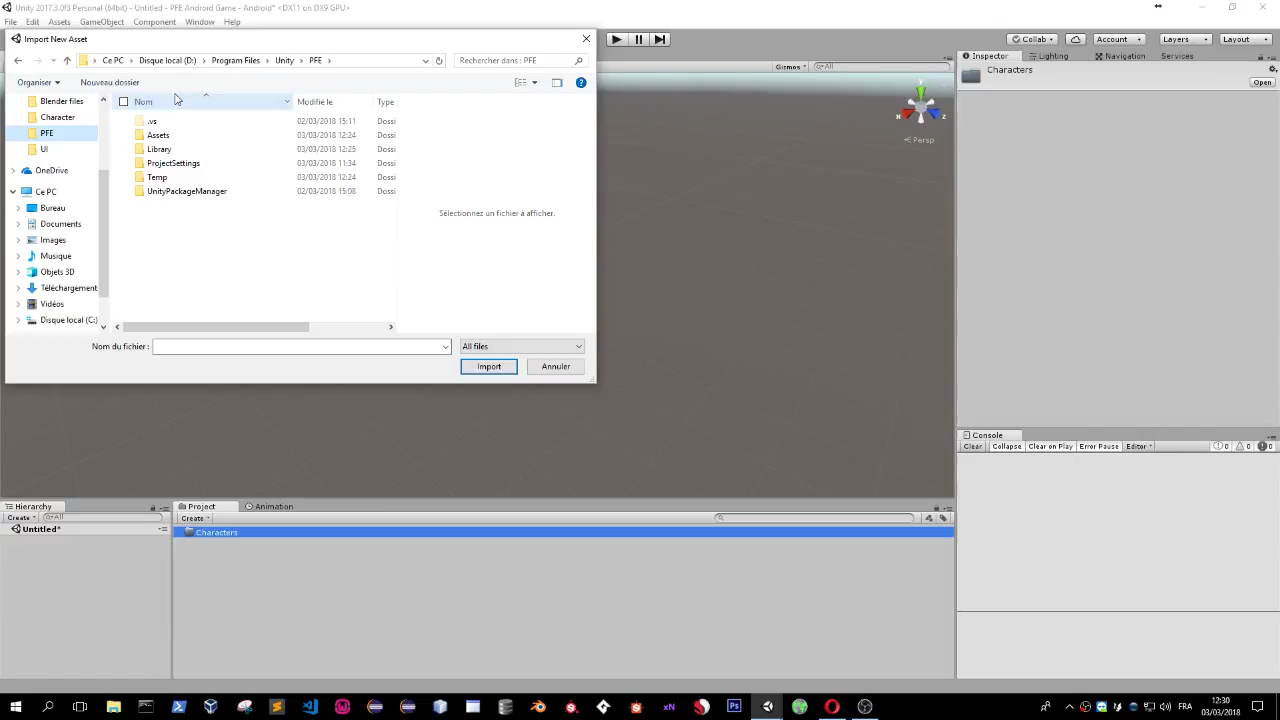 Unity 2017.3.0f3 Personal (64bit) - Untitled - PFE Android Game - Android* <DX11 on DX9 GPU>
File Edit Assets GameObject Component Window Help
Import New Asset
Collab Account Layers Layout
Ce PC Disque local (D:) Program Files Unity PFE
Rechercher dans : PFE
Gizmos All
Inspector Lighting Navigation Services
Characters
Open
Organiser Nouveau dossier
Nom Modifié le Type
Blender files
Character
PFE
UI
OneDrive
Ce PC
Bureau
Documents
Images
Musique
Objets 3D
Téléchargement
Vidéos
Disque local (C:)
.vs 02/03/2018 15:11 Dossi
Assets 03/03/2018 12:24 Dossi
Library 03/03/2018 12:25 Dossi
ProjectSettings 03/03/2018 11:34 Dossi
Temp 03/03/2018 12:24 Dossi
UnityPackageManager 02/03/2018 15:08 Dossi
Sélectionnez un fichier à afficher.
y
x
z
Persp
Nom du fichier : All files
Import Annuler
Console
Clear Collapse Clear on Play Error Pause Editor 0 0 0
Hierarchy
Create All
Untitled*
Project Animation
Create
Characters
FRA
12:30
03/03/2018